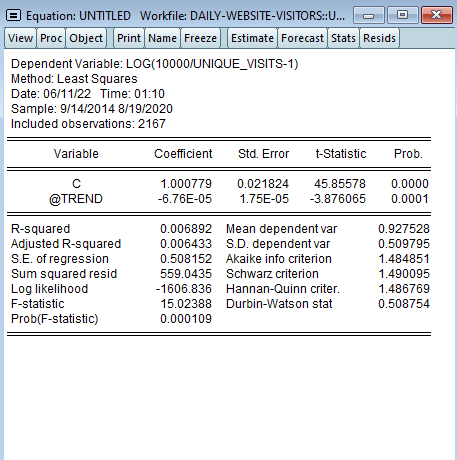 Equation: UNTITLED Workfile: DAILY-WEBSITE-VISITORS::U...
View Proc Object Print Name Freeze Estimate Forecast Stats Resids
Dependent Variable: LOG(10000/UNIQUE_VISITS-1)
Method: Least Squares
Date: 06/11/22 Time: 01:10
Sample: 9/14/2014 8/19/2020
Included observations: 2167
Variable Coefficient Std. Error t-Statistic Prob.
C 1.000779 0.021824 45.85578 0.0000
@TREND -6.76E-05 1.75E-05 -3.876065 0.0001
R-squared 0.006892 Mean dependent var 0.927528
Adjusted R-squared 0.006433 S.D. dependent var 0.509795
S.E. of regression 0.508152 Akaike info criterion 1.484851
Sum squared resid 559.0435 Schwarz criterion 1.490095
Log likelihood -1606.836 Hannan-Quinn criter. 1.486769
F-statistic 15.02388 Durbin-Watson stat 0.508754
Prob(F-statistic) 0.000109